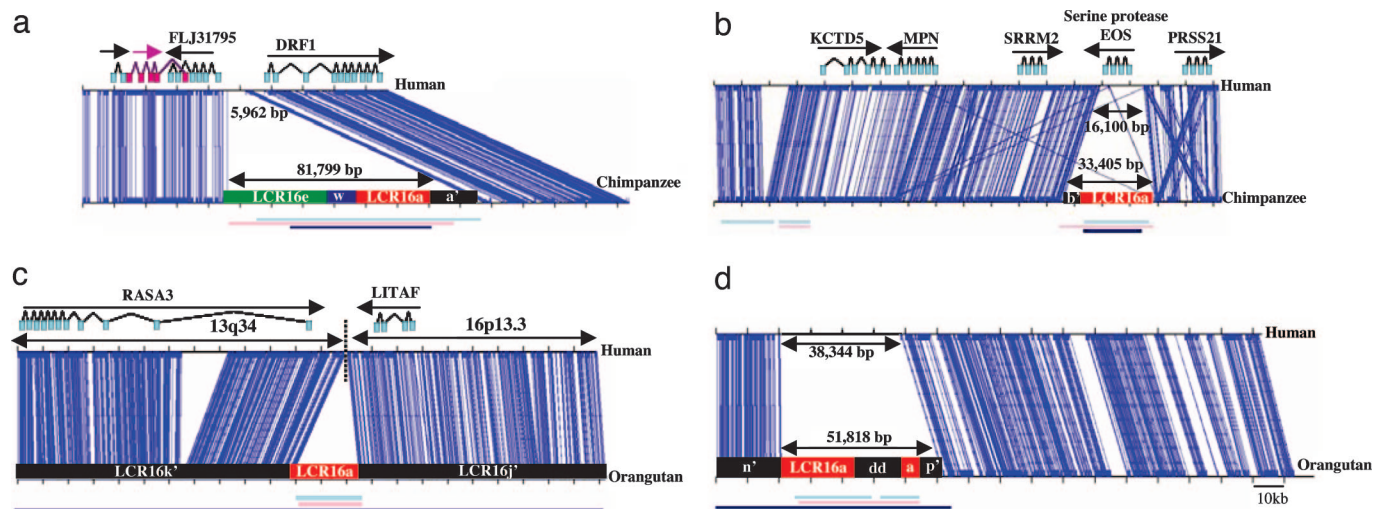 a
FLJ31795
DRF1
Human
5,962 bp
81,799 bp
Chimpanzee
LCR16e w LCR16a a'
b
Serine protease
KCTD5 MPN SRRM2 EOS PRSS21
Human
16,100 bp
33,405 bp
b' LCR16a Chimpanzee
c
RASA3 LITAF
13q34 16p13.3
Human
LCR16k' LCR16a LCR16j' Orangutan
d
Human
38,344 bp
51,818 bp
n' LCR16a dd a p' Orangutan
10kb